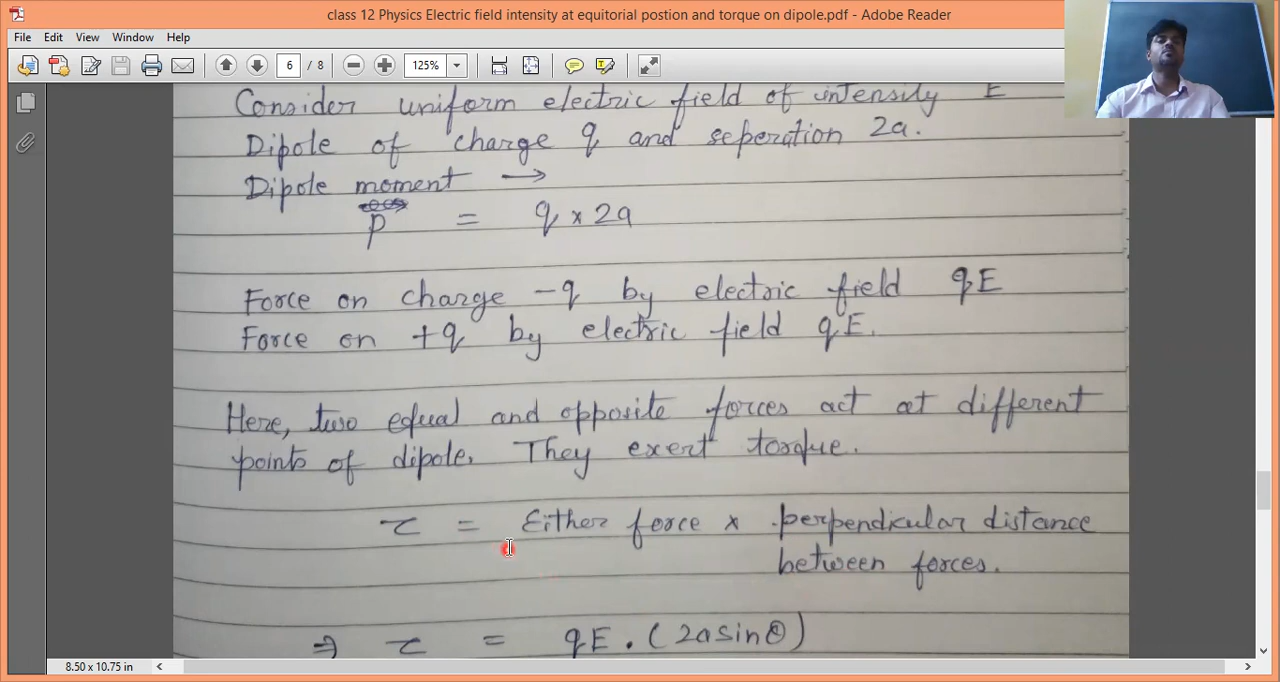 class 12 Physics Electric field intensity at equitorial postion and torque on dipole.pdf - Adobe Reader
File Edit View Window Help
6 / 8 125%
Consider uniform electric field of intensity E
Dipole of charge q and seperation 2a.
Dipole moment →
p = q × 2a
Force on charge -q by electric field qE
Force on +q by electric field qE.
Here, two equal and opposite forces act at different
points of dipole. They exert torque.
τ = Either force × perpendicular distance
between forces.
⇒ τ = qE . (2a sinθ)
8.50 x 10.75 in